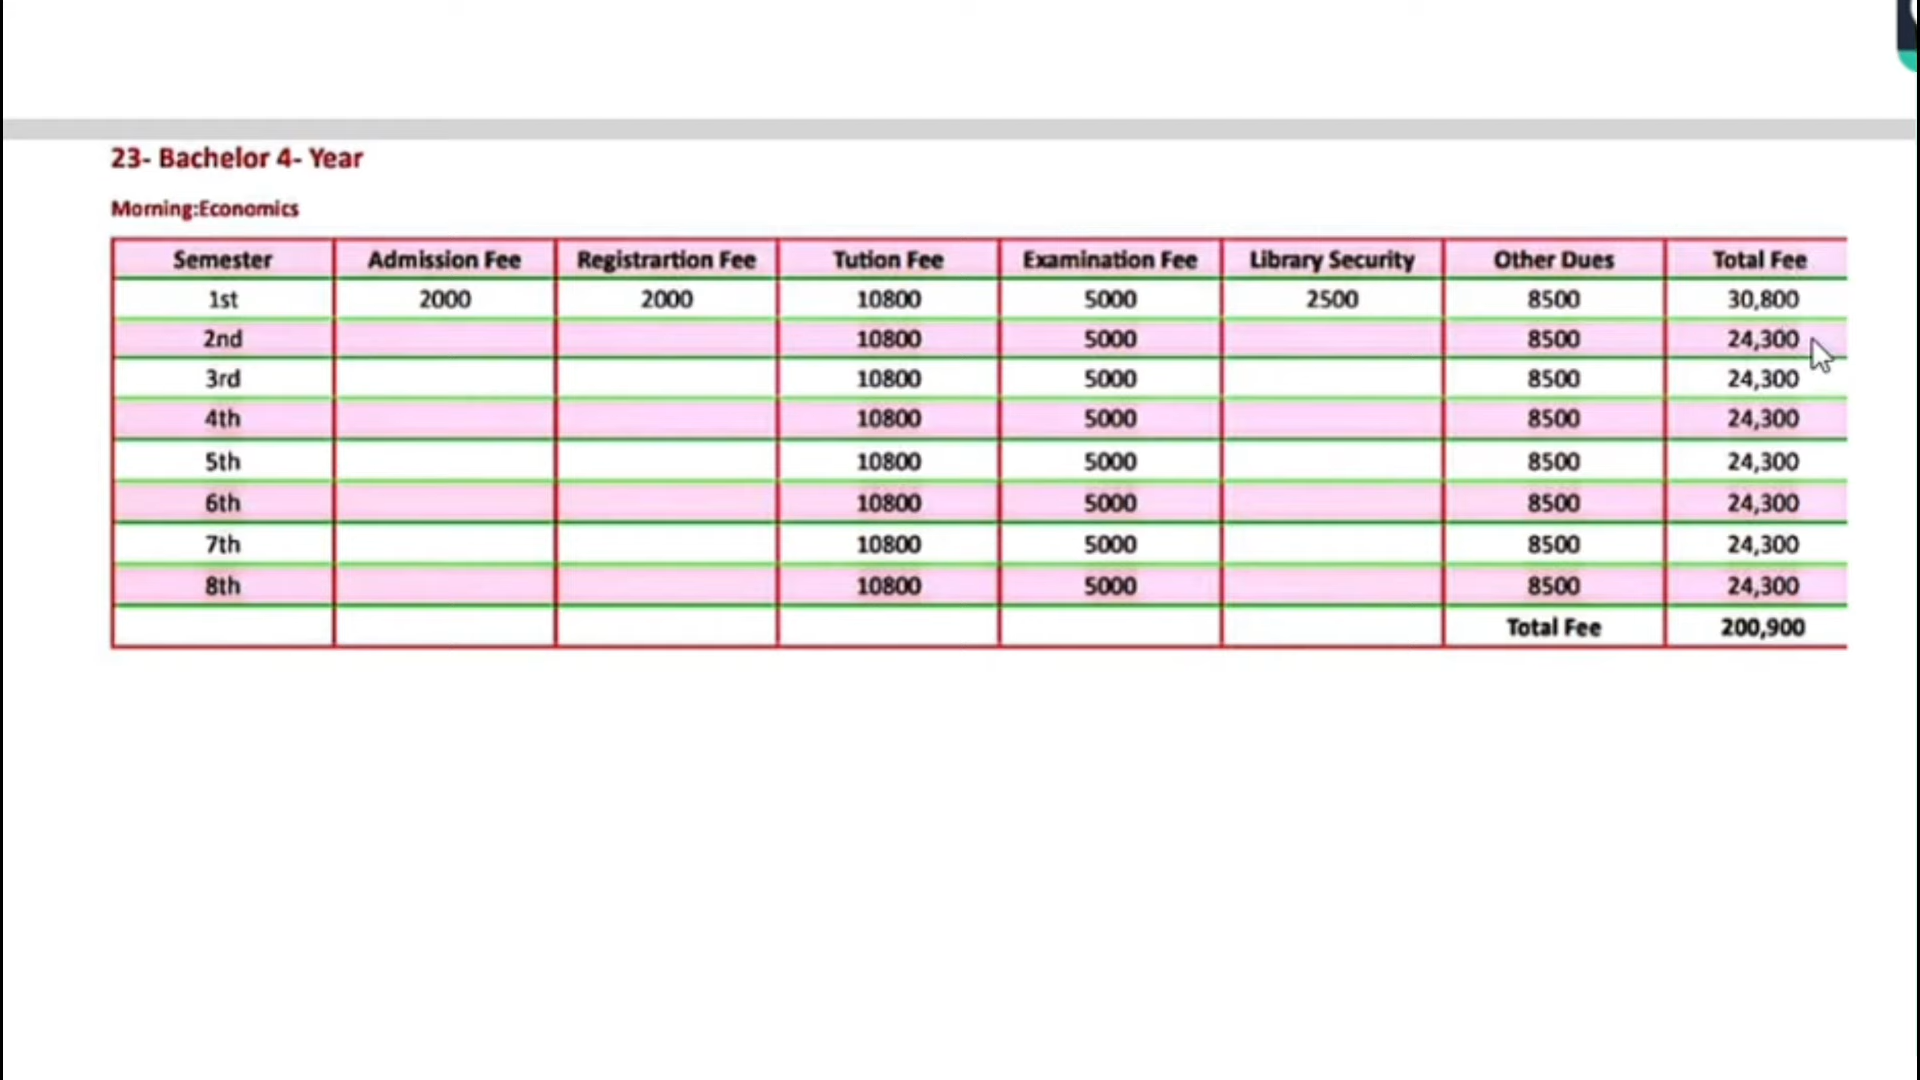 23- Bachelor 4- Year
Morning:Economics
Semester Admission Fee Registrartion Fee Tution Fee Examination Fee Library Security Other Dues Total Fee
1st 2000 2000 10800 5000 2500 8500 30,800
2nd 10800 5000 8500 24,300
3rd 10800 5000 8500 24,300
4th 10800 5000 8500 24,300
5th 10800 5000 8500 24,300
6th 10800 5000 8500 24,300
7th 10800 5000 8500 24,300
8th 10800 5000 8500 24,300
Total Fee 200,900